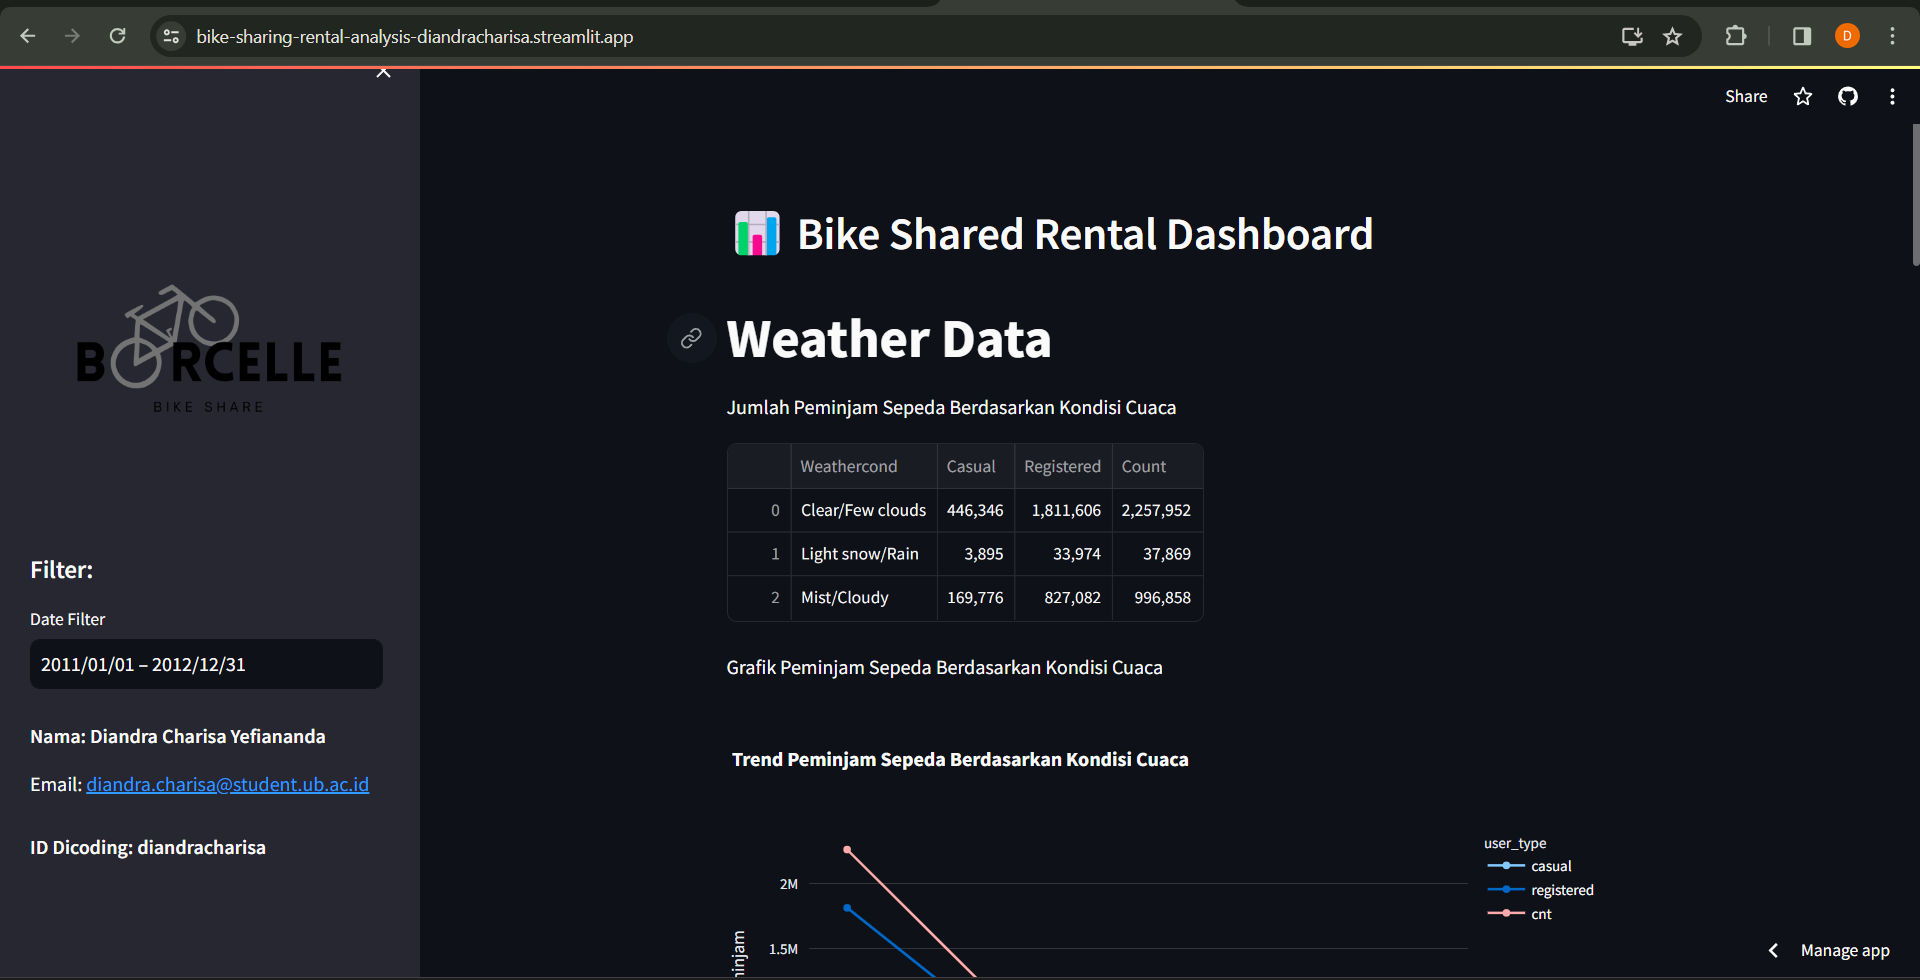 bike-sharing-rental-analysis-diandracharisa.streamlit.app
D
Share
BORCELLE
BIKE SHARE
Filter:
Date Filter
2011/01/01 – 2012/12/31
Nama: Diandra Charisa Yefiananda
Email: diandra.charisa@student.ub.ac.id
ID Dicoding: diandracharisa
Bike Shared Rental Dashboard
Weather Data
Jumlah Peminjam Sepeda Berdasarkan Kondisi Cuaca
Weathercond Casual Registered Count
0 Clear/Few clouds 446,346 1,811,606 2,257,952
1 Light snow/Rain 3,895 33,974 37,869
2 Mist/Cloudy 169,776 827,082 996,858
Grafik Peminjam Sepeda Berdasarkan Kondisi Cuaca
Trend Peminjam Sepeda Berdasarkan Kondisi Cuaca
2M
1.5M
user_type
casual
registered
cnt
Manage app